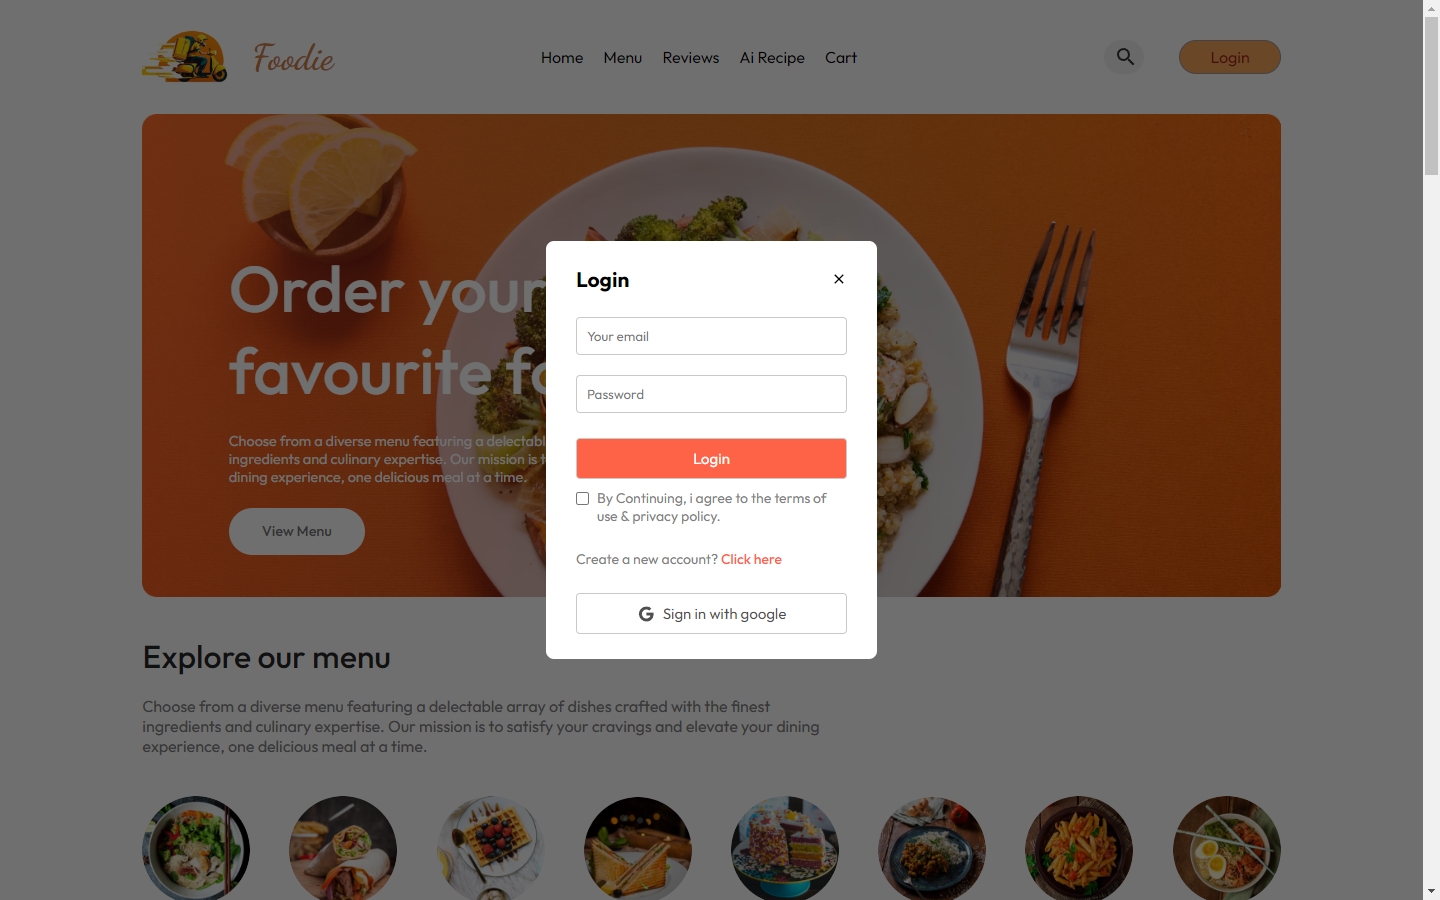 Foodie
Home Menu Reviews Ai Recipe Cart
Login
Order your
favourite fo
Choose from a diverse menu featuring a delectabl
ingredients and culinary expertise. Our mission is t
dining experience, one delicious meal at a time.
View Menu
Login
Your email
Password
Login
By Continuing, i agree to the terms of
use & privacy policy.
Create a new account? Click here
Sign in with google
Explore our menu
Choose from a diverse menu featuring a delectable array of dishes crafted with the finest
ingredients and culinary expertise. Our mission is to satisfy your cravings and elevate your dining
experience, one delicious meal at a time.